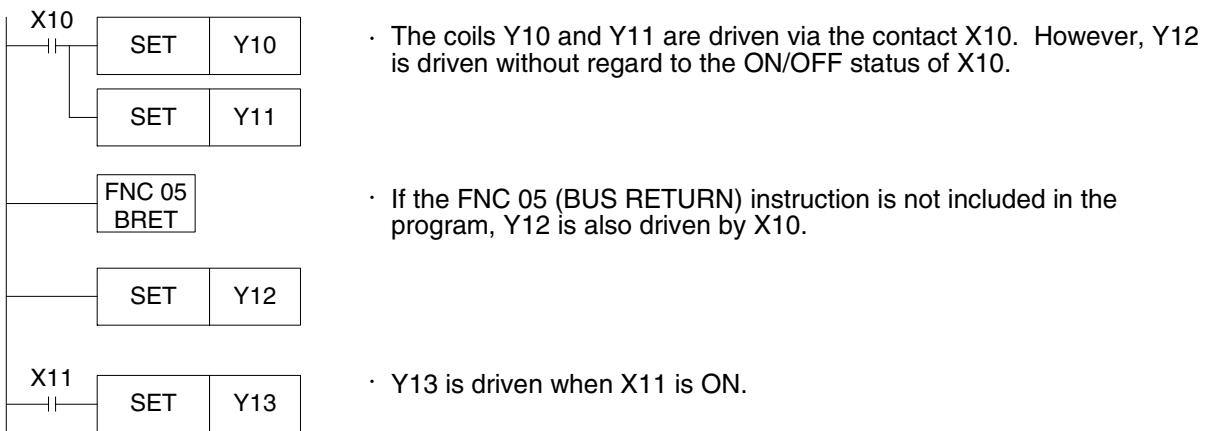 X10
SET Y10
· The coils Y10 and Y11 are driven via the contact X10. However, Y12
is driven without regard to the ON/OFF status of X10.
SET Y11
FNC 05
BRET
· If the FNC 05 (BUS RETURN) instruction is not included in the
program, Y12 is also driven by X10.
SET Y12
X11
SET Y13
· Y13 is driven when X11 is ON.